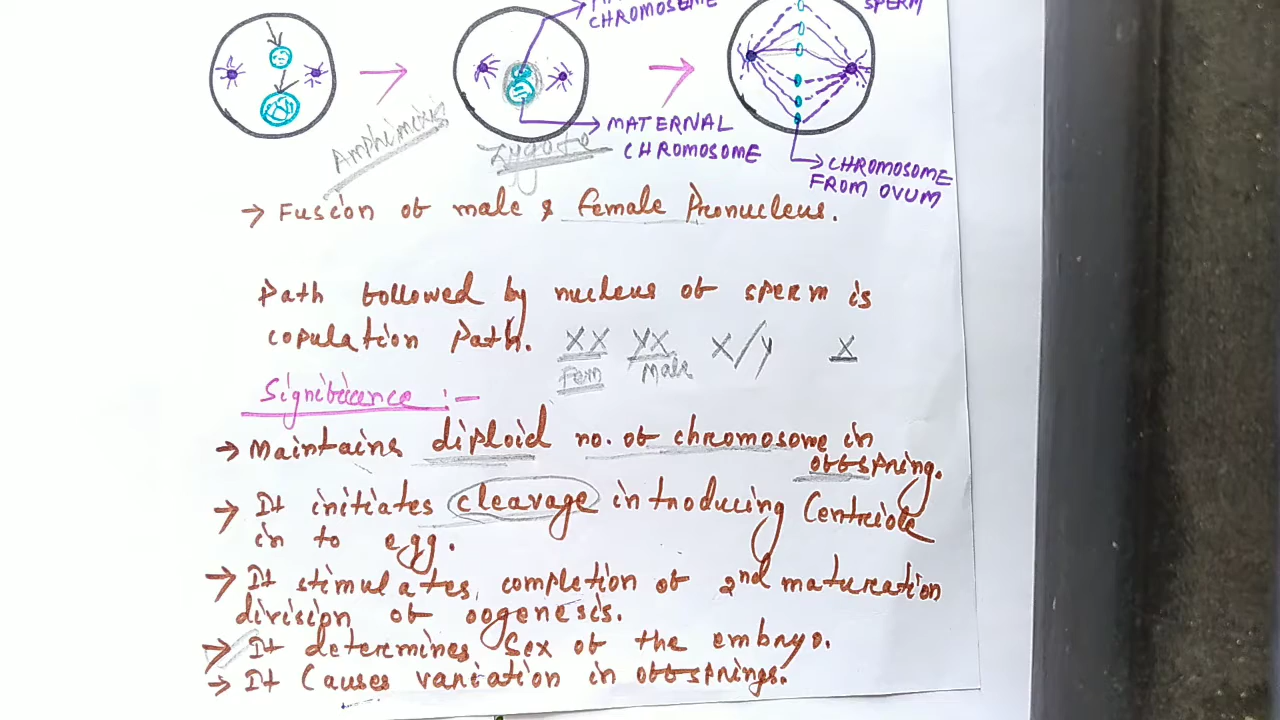 CHROMOSOME
SPERM
Amphimixis
Zygote
MATERNAL
CHROMOSOME
CHROMOSOME
FROM OVUM
→ Fusion of male & female Pronucleus.
Path followed by nucleus of sperm is
copulation Path. XX YX X/Y X
Fem Male
Significance :-
→ Maintains diploid no. of chromosome in
offspring.
→ It initiates cleavage introducing Centriole
in to egg.
→ It stimulates completion of 2nd maturation
division of oogenesis.
→ It determines Sex of the embryo.
→ It Causes variation in offsprings.